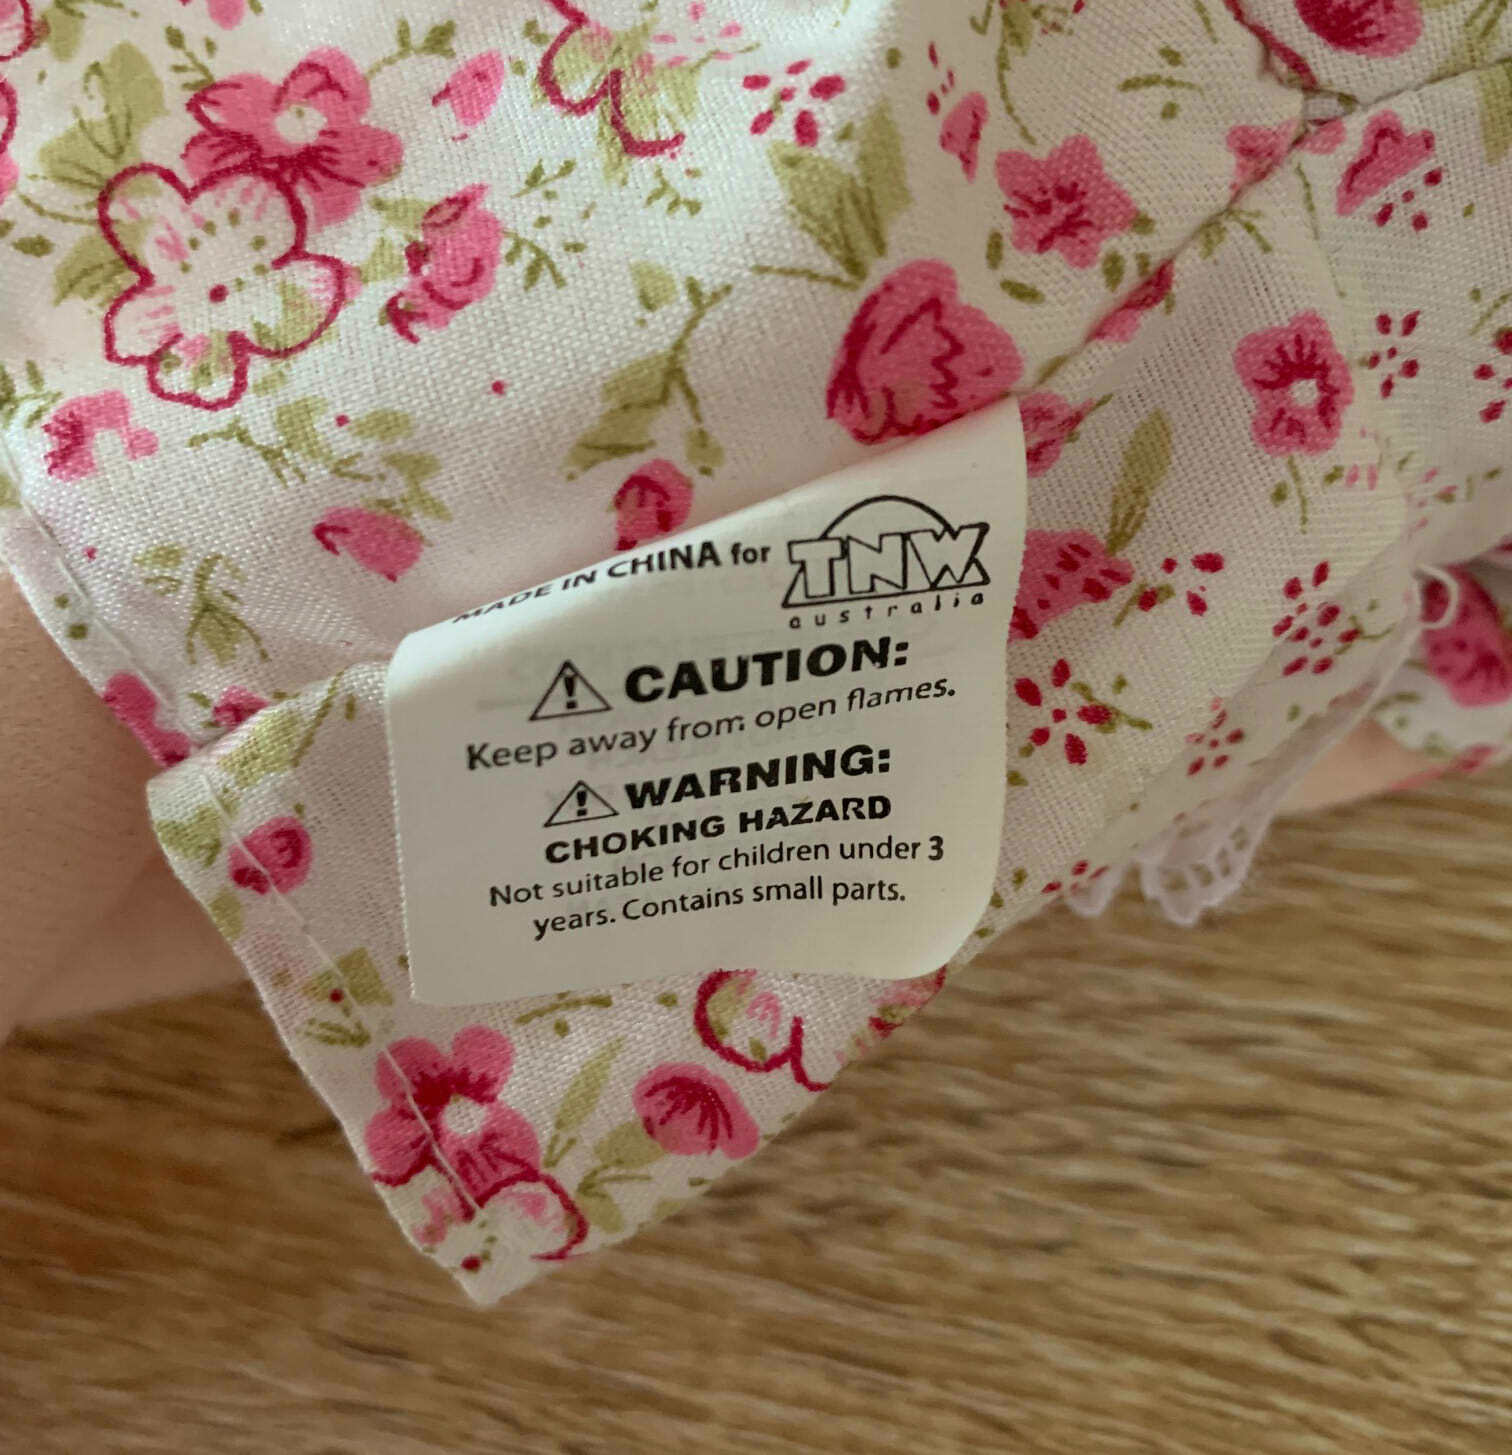 MADE IN CHINA for TNW
australia
CAUTION:
Keep away from open flames.
WARNING:
CHOKING HAZARD
Not suitable for children under 3
years. Contains small parts.